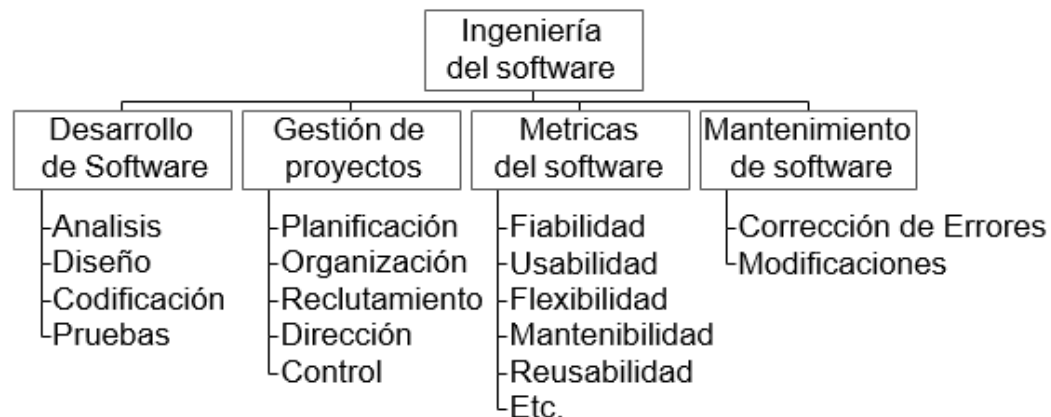 Ingeniería
del software
Desarrollo
de Software
Gestión de
proyectos
Metricas
del software
Mantenimiento
de software
Analisis
Diseño
Codificación
Pruebas
Planificación
Organización
Reclutamiento
Dirección
Control
Fiabilidad
Usabilidad
Flexibilidad
Mantenibilidad
Reusabilidad
Etc.
Corrección de Errores
Modificaciones